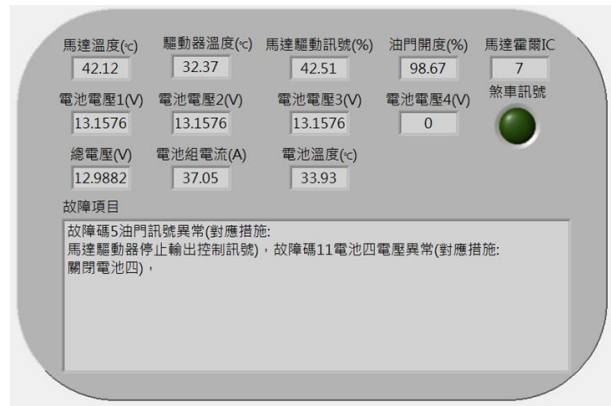 馬達溫度(℃) 驅動器溫度(℃) 馬達驅動訊號(%) 油門開度(%) 馬達霍爾IC
42.12 32.37 42.51 98.67 7
電池電壓1(V) 電池電壓2(V) 電池電壓3(V) 電池電壓4(V) 煞車訊號
13.1576 13.1576 13.1576 0
總電壓(V) 電池組電流(A) 電池溫度(℃)
12.9882 37.05 33.93
故障項目
故障碼5油門訊號異常(對應措施:
馬達驅動器停止輸出控制訊號),故障碼11電池四電壓異常(對應措施:
關閉電池四),